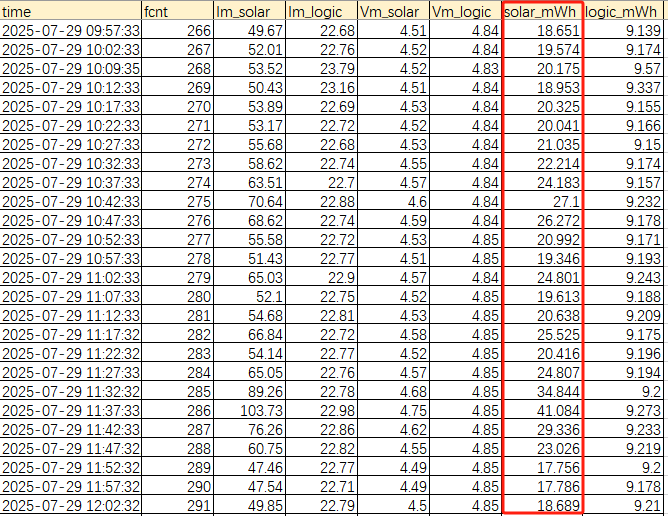 time fcnt Im_solar Im_logic Vm_solar Vm_logic solar_mWh logic_mWh
2025-07-29 09:57:33 266 49.67 22.68 4.51 4.84 18.651 9.139
2025-07-29 10:02:33 267 52.01 22.76 4.52 4.84 19.574 9.174
2025-07-29 10:09:35 268 53.52 23.79 4.52 4.83 20.175 9.57
2025-07-29 10:12:33 269 50.43 23.16 4.51 4.84 18.953 9.337
2025-07-29 10:17:33 270 53.89 22.69 4.53 4.84 20.325 9.155
2025-07-29 10:22:33 271 53.17 22.72 4.52 4.84 20.041 9.166
2025-07-29 10:27:33 272 55.68 22.68 4.53 4.84 21.035 9.15
2025-07-29 10:32:33 273 58.62 22.74 4.55 4.84 22.214 9.174
2025-07-29 10:37:33 274 63.51 22.7 4.57 4.84 24.183 9.157
2025-07-29 10:42:33 275 70.64 22.88 4.6 4.84 27.1 9.232
2025-07-29 10:47:33 276 68.62 22.74 4.59 4.84 26.272 9.178
2025-07-29 10:52:33 277 55.58 22.72 4.53 4.85 20.992 9.171
2025-07-29 10:57:33 278 51.43 22.77 4.51 4.85 19.346 9.193
2025-07-29 11:02:33 279 65.03 22.9 4.57 4.84 24.801 9.243
2025-07-29 11:07:33 280 52.1 22.75 4.52 4.85 19.613 9.188
2025-07-29 11:12:33 281 54.68 22.81 4.53 4.85 20.638 9.209
2025-07-29 11:17:32 282 66.84 22.72 4.58 4.85 25.525 9.175
2025-07-29 11:22:32 283 54.14 22.77 4.52 4.85 20.416 9.196
2025-07-29 11:27:33 284 65.05 22.76 4.57 4.85 24.807 9.194
2025-07-29 11:32:32 285 89.26 22.78 4.68 4.85 34.844 9.2
2025-07-29 11:37:33 286 103.73 22.98 4.75 4.85 41.084 9.273
2025-07-29 11:42:33 287 76.26 22.86 4.62 4.85 29.336 9.233
2025-07-29 11:47:32 288 60.75 22.82 4.55 4.85 23.026 9.219
2025-07-29 11:52:32 289 47.46 22.77 4.49 4.85 17.756 9.2
2025-07-29 11:57:32 290 47.54 22.71 4.49 4.85 17.786 9.178
2025-07-29 12:02:32 291 49.85 22.79 4.5 4.85 18.689 9.21